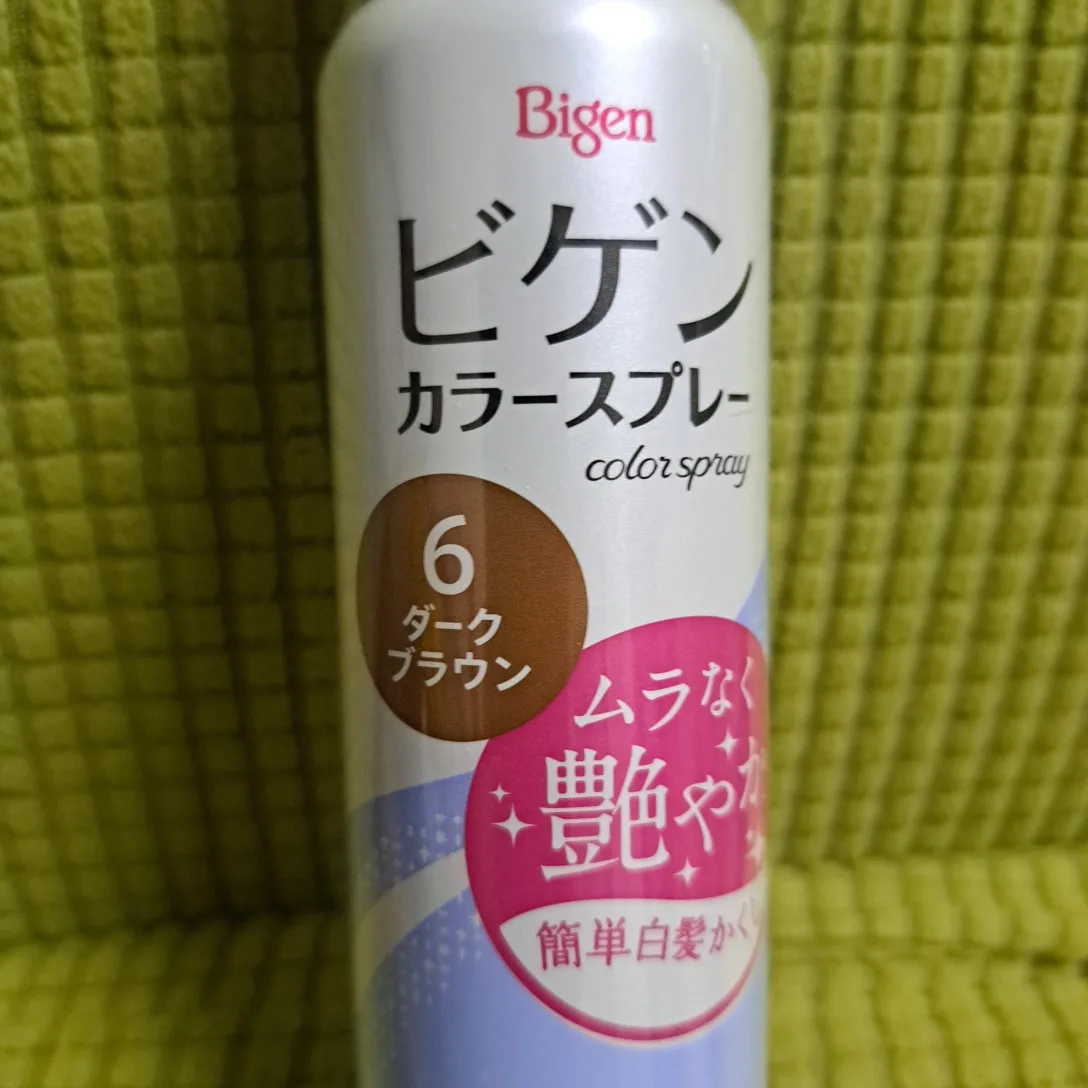 Bigen
ビゲン
カラースプレー
color spray
6
ダーク
ブラウン
ムラなく
艶やか
簡単白髪かく